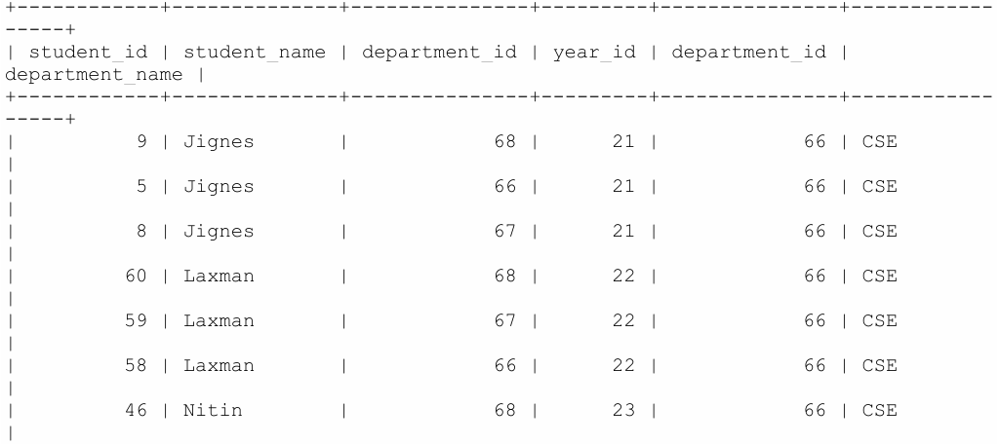 +------------+--------------+---------------+---------+---------------+------------
-----+
| student_id | student_name | department_id | year_id | department_id |
department_name |
+------------+--------------+---------------+---------+---------------+------------
-----+
|          9 | Jignes       |            68 |      21 |            66 | CSE
|
|          5 | Jignes       |            66 |      21 |            66 | CSE
|
|          8 | Jignes       |            67 |      21 |            66 | CSE
|
|         60 | Laxman       |            68 |      22 |            66 | CSE
|
|         59 | Laxman       |            67 |      22 |            66 | CSE
|
|         58 | Laxman       |            66 |      22 |            66 | CSE
|
|         46 | Nitin        |            68 |      23 |            66 | CSE
|